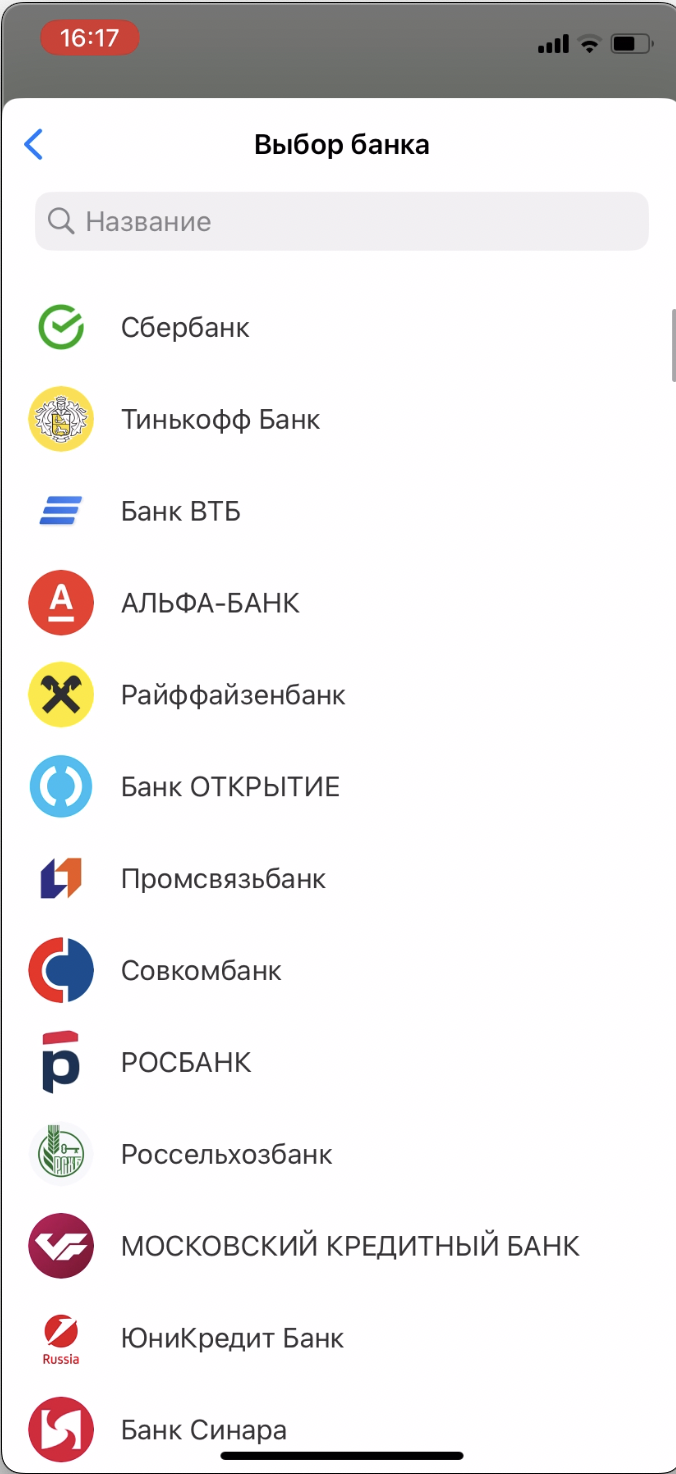 16:17
Выбор банка
Название
Сбербанк
Тинькофф Банк
Банк ВТБ
АЛЬФА-БАНК
Райффайзенбанк
Банк ОТКРЫТИЕ
Промсвязьбанк
Совкомбанк
РОСБАНК
Россельхозбанк
МОСКОВСКИЙ КРЕДИТНЫЙ БАНК
ЮниКредит Банк
Russia
Банк Синара